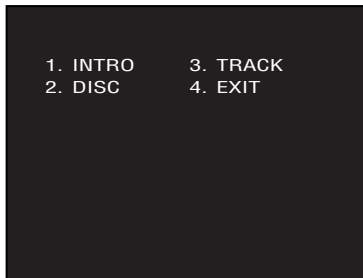 1. INTRO 3. TRACK
2. DISC 4. EXIT